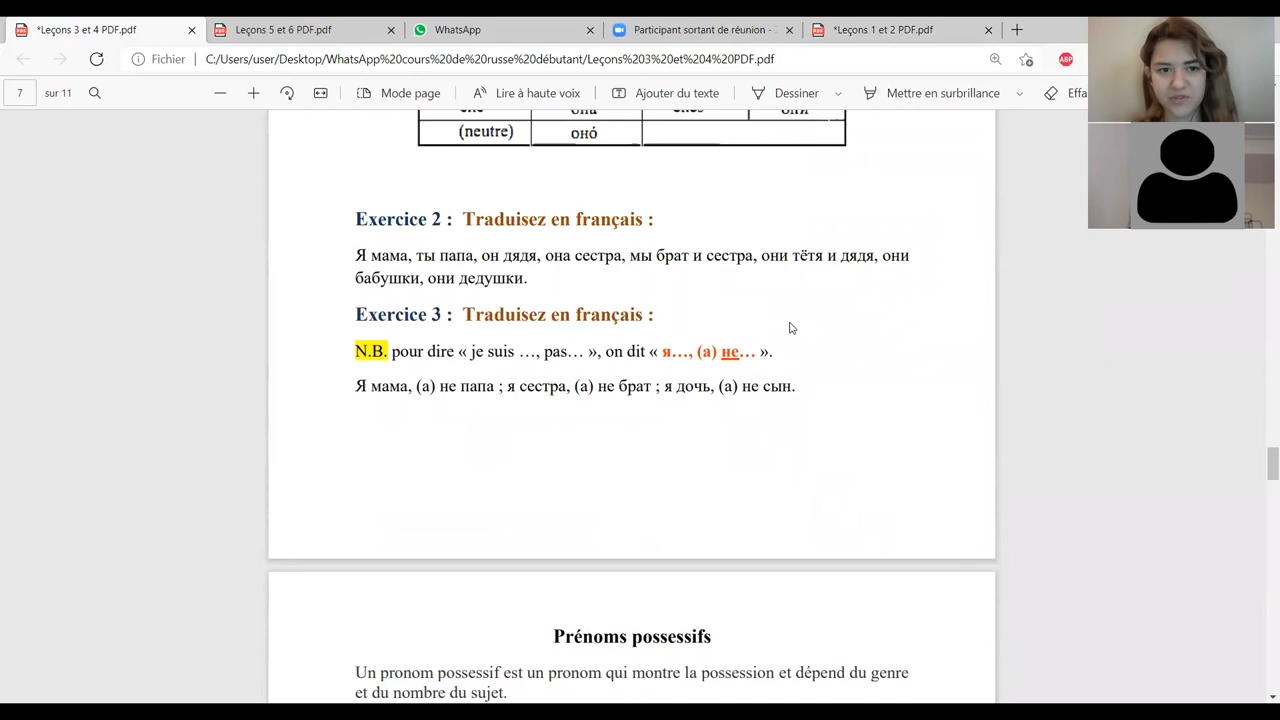 *Leçons 3 et 4 PDF.pdf
Leçons 5 et 6 PDF.pdf
WhatsApp
Participant sortant de réunion -
*Leçons 1 et 2 PDF.pdf
Fichier
C:/Users/user/Desktop/WhatsApp%20cours%20de%20russe%20débutant/Leçons%203%20et%204%20PDF.pdf
ABP
7 sur 11
Mode page
Lire à haute voix
Ajouter du texte
Dessiner
Mettre en surbrillance
Effa
(neutre) оно́
Exercice 2 : Traduisez en français :
Я мама, ты папа, он дядя, она сестра, мы брат и сестра, они тётя и дядя, они
бабушки, они дедушки.
Exercice 3 : Traduisez en français :
N.B. pour dire « je suis …, pas… », on dit « я…, (а) не… ».
Я мама, (а) не папа ; я сестра, (а) не брат ; я дочь, (а) не сын.
Prénoms possessifs
Un pronom possessif est un pronom qui montre la possession et dépend du genre
et du nombre du sujet.